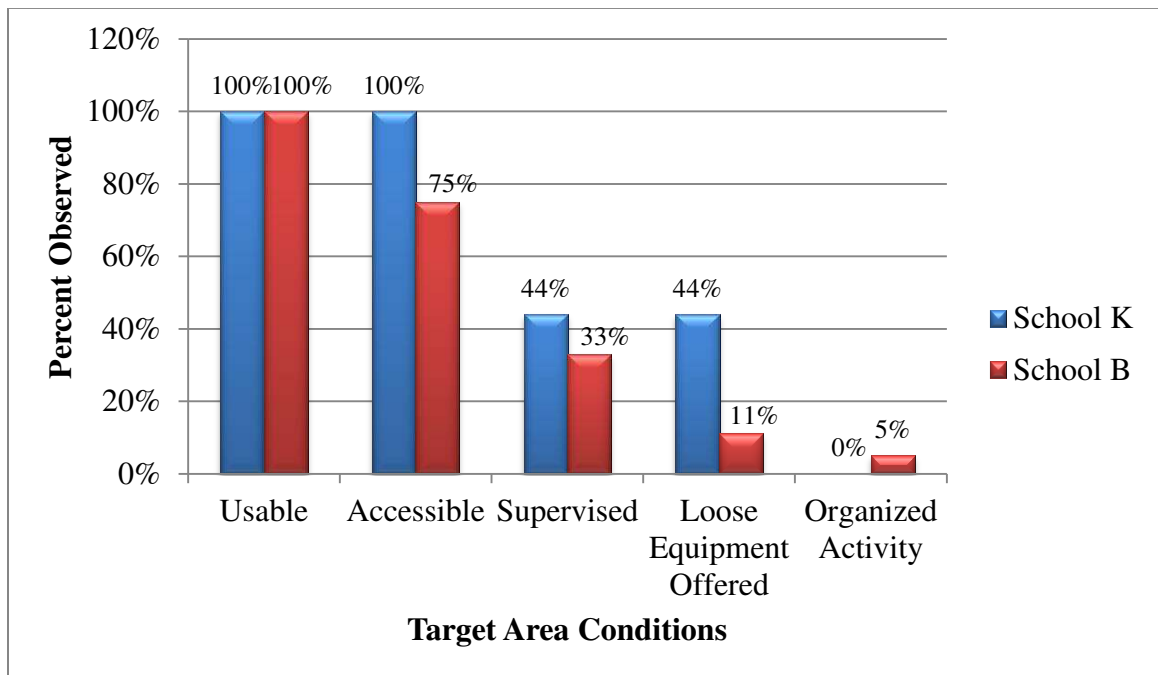 120%
100%
80%
60%
40%
20%
0%
Percent Observed
100% 100% 100%
75%
44% 44%
33%
11%
0% 5%
Usable Accessible Supervised Loose Organized
Equipment Activity
Offered
Target Area Conditions
School K
School B